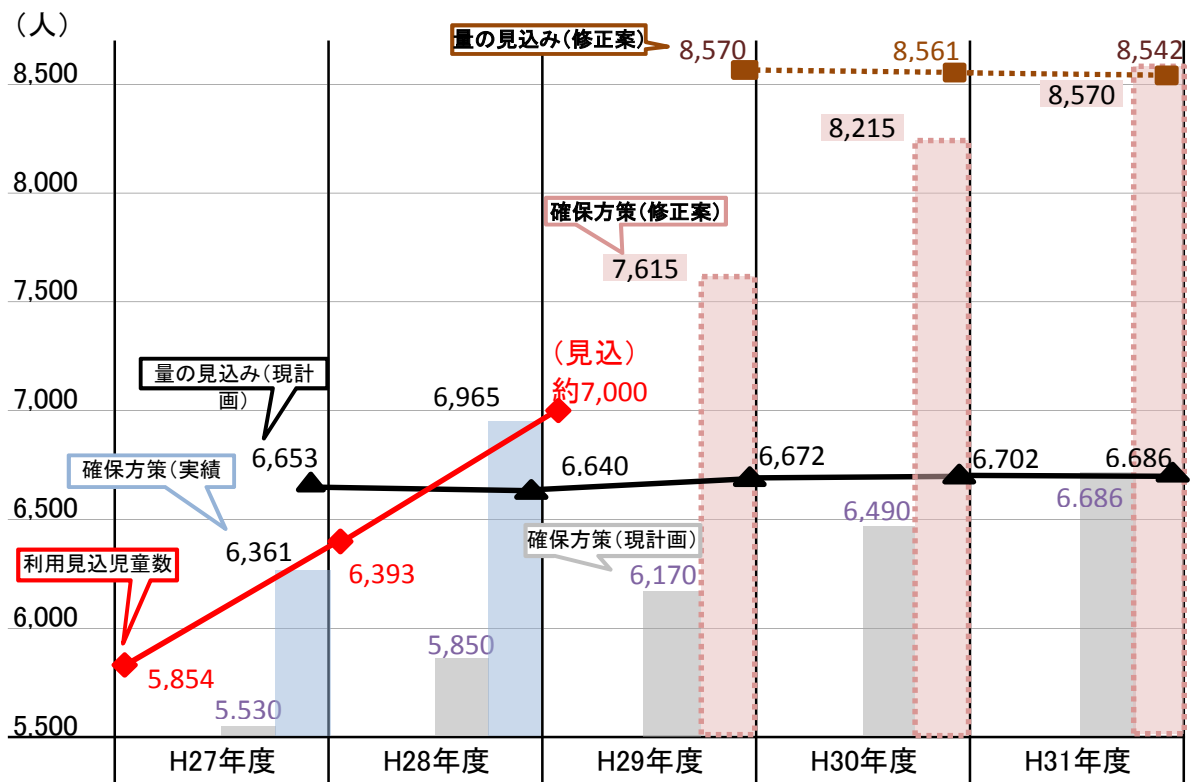 （人）
量の見込み（修正案）
8,570
8,561
8,542
8,500
8,570
8,215
8,000
確保方策（修正案）
7,615
7,500
（見込）
約7,000
量の見込み（現計
画）
7,000
6,965
6,653
6.640
6,672
6,702
6.686
確保方策（実績
6,500
6,490
6.686
確保方策（現計画）
6,361
利用見込児童数
6,393
6,170
6,000
5,850
5,854
5.530
5.500
H27年度
H28年度
H29年度
H30年度
H31年度